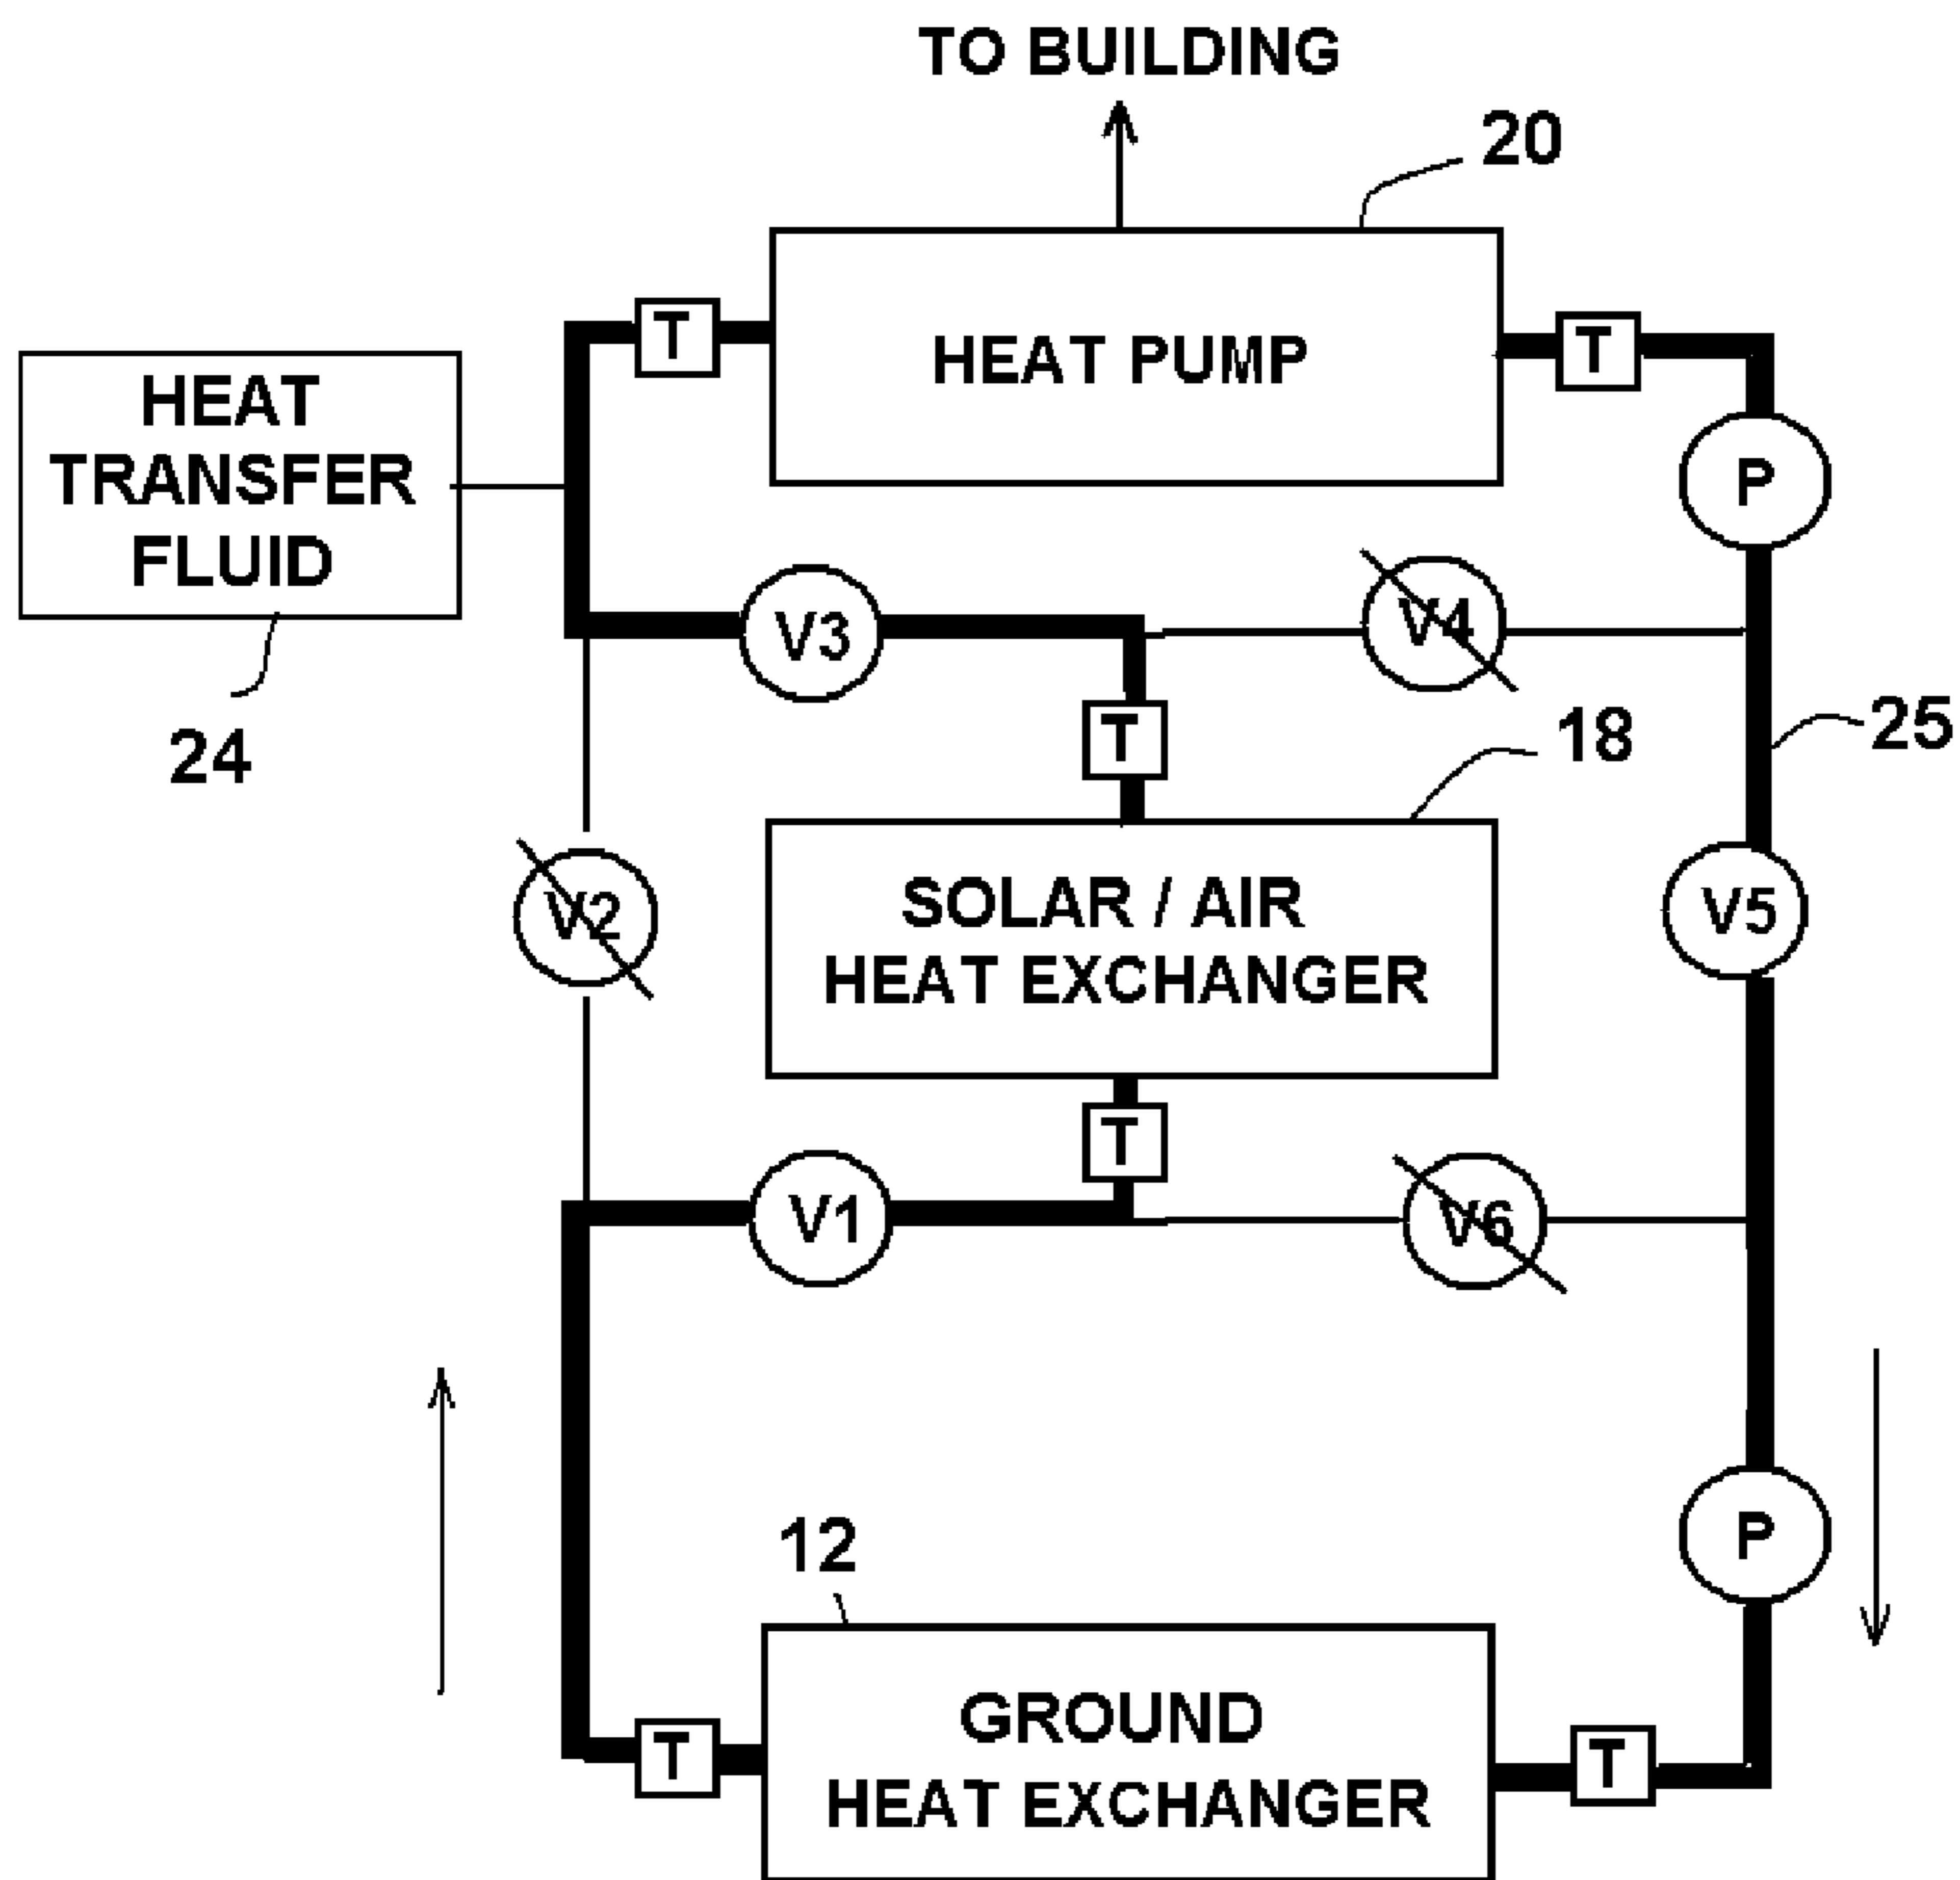 TO BUILDING
20
T
HEAT PUMP
T
HEAT
TRANSFER
FLUID
P
V3
V4
24
T
18
25
V2
SOLAR / AIR
HEAT EXCHANGER
V5
T
V1
V6
12
P
T
GROUND
HEAT EXCHANGER
T